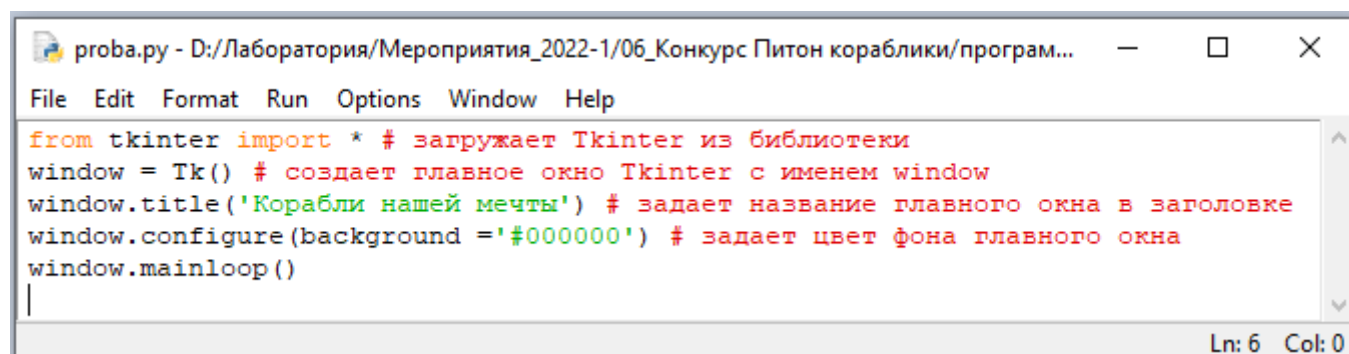 proba.py - D:/Лаборатория/Мероприятия_2022-1/06_Конкурс Питон кораблики/програм...
File Edit Format Run Options Window Help
from tkinter import * # загружает Tkinter из библиотеки
window = Tk() # создает главное окно Tkinter с именем window
window.title('Корабли нашей мечты') # задает название главного окна в заголовке
window.configure(background ='#000000') # задает цвет фона главного окна
window.mainloop()
Ln: 6 Col: 0